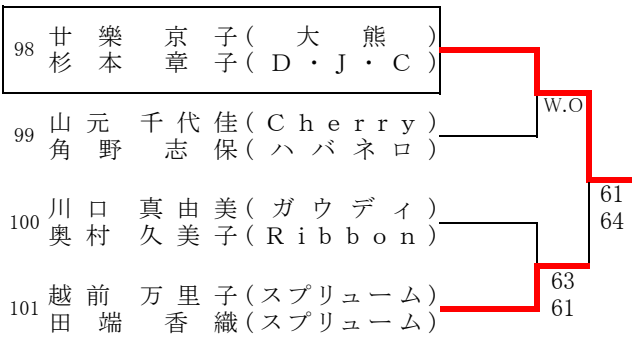 98 廿樂 京子(大熊)
杉本 章子(D・J・C)
W.O
99 山元 千代佳(Cherry)
角野 志保(ハバネロ)
61
64
100 川口 真由美(ガウディ)
奥村 久美子(Ribbon)
63
61
101 越前 万里子(スプリューム)
田端 香織(スプリューム)